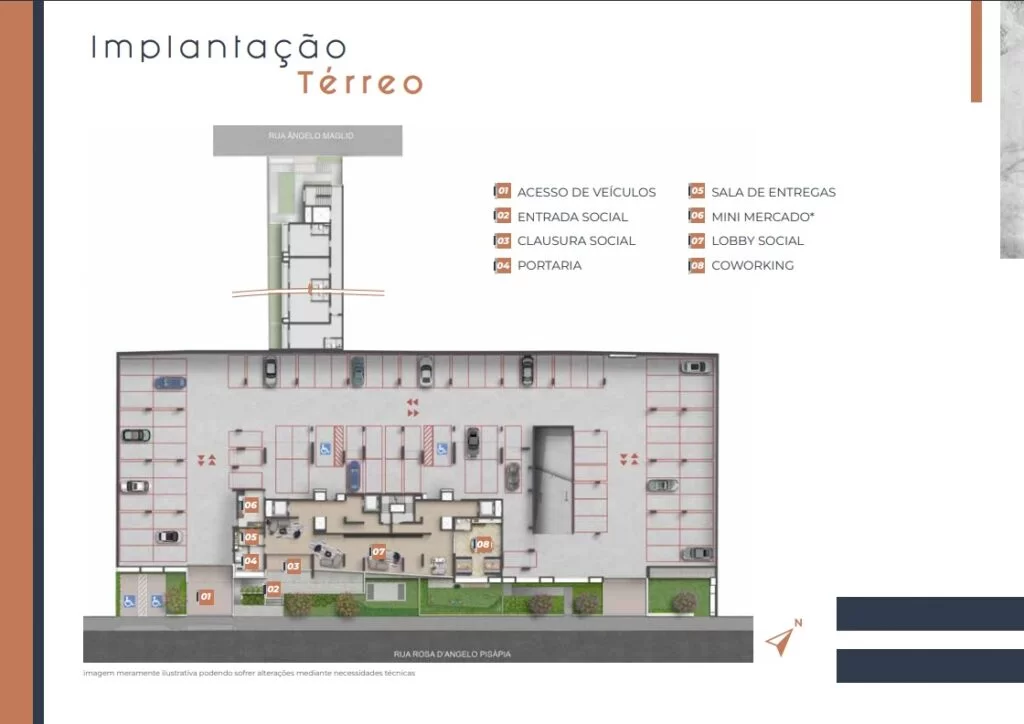 Implantação
Térreo
RUA ÂNGELO MAGLIO
01 ACESSO DE VEÍCULOS
02 ENTRADA SOCIAL
03 CLAUSURA SOCIAL
04 PORTARIA
05 SALA DE ENTREGAS
06 MINI MERCADO*
07 LOBBY SOCIAL
08 COWORKING
06
05
04
03
07
08
02
01
N
RUA ROSA D'ANGELO PISÁPIA
imagem meramente ilustrativa podendo sofrer alterações mediante necessidades técnicas